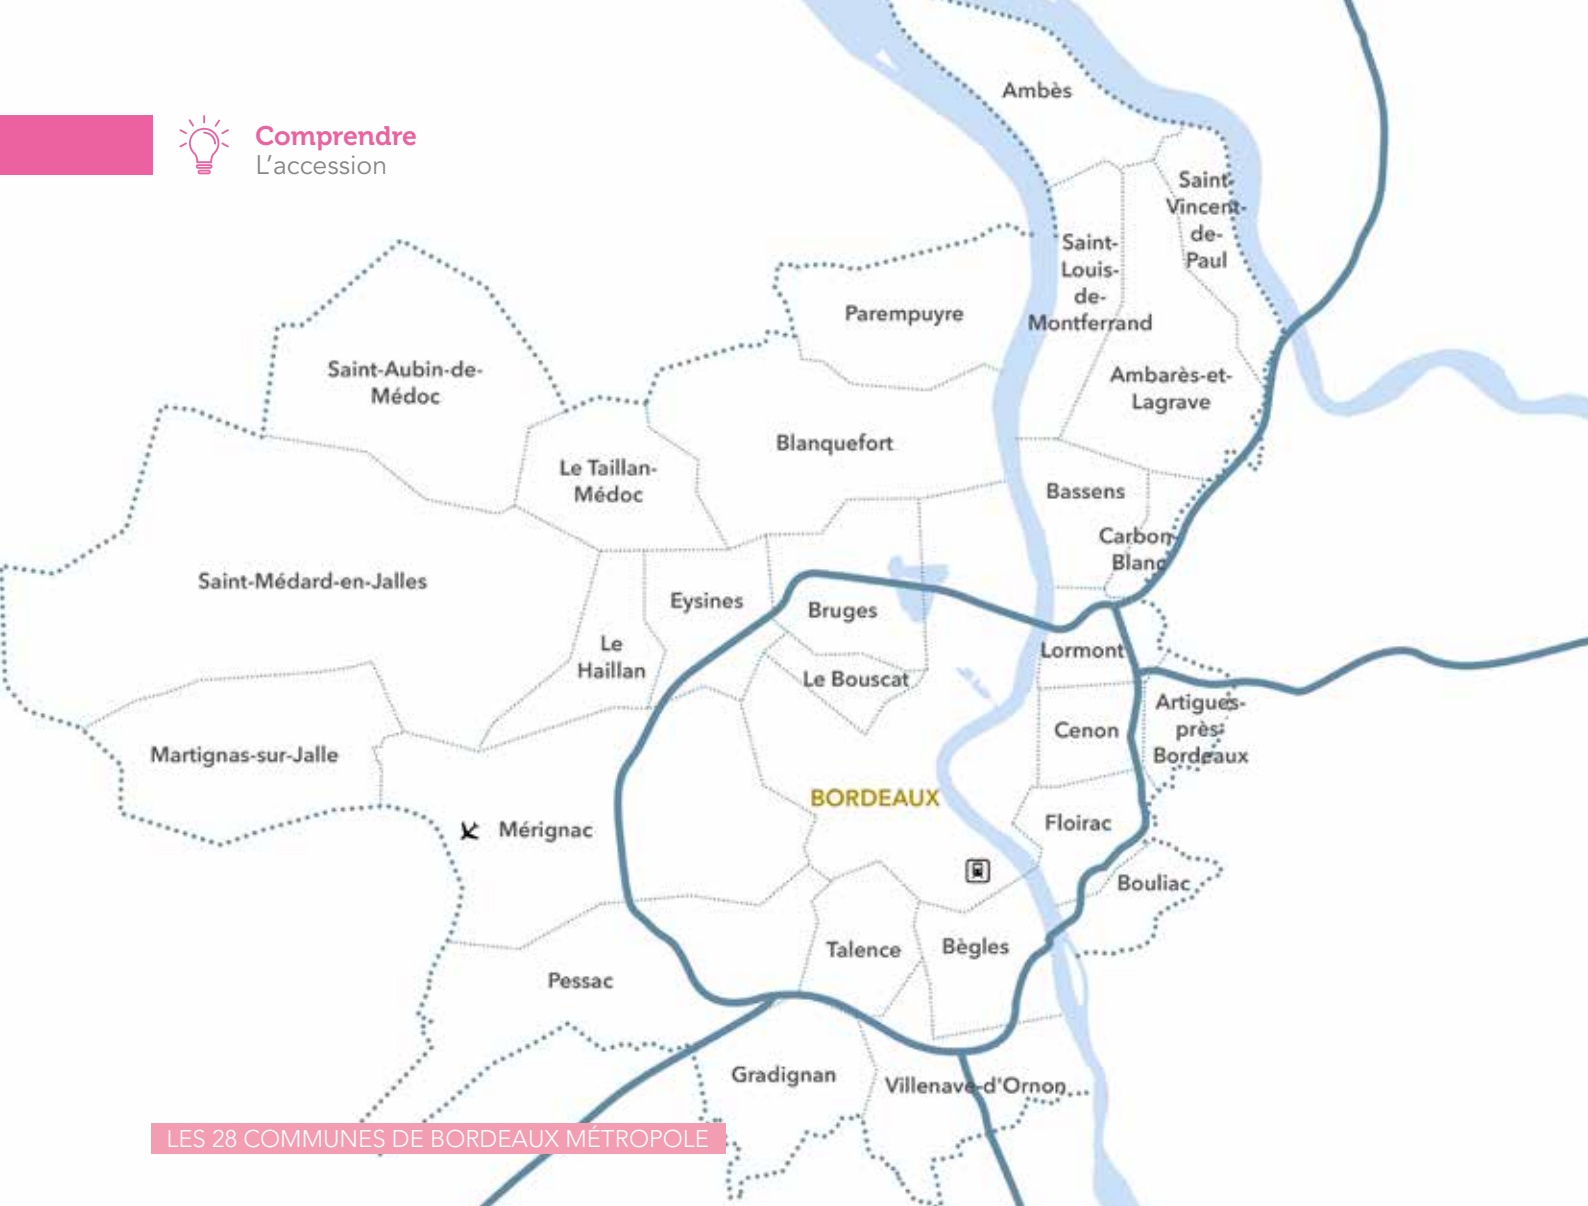 Comprendre
L'accession
Ambès
Saint-
Vincent-
de-
Paul
Saint-
Louis-
de-
Montferrand
Parempuyre
Saint-Aubin-de-
Médoc
Ambarès-et-
Lagrave
Blanquefort
Le Taillan-
Médoc
Bassens
Carbon-
Blanc
Saint-Médard-en-Jalles
Eysines
Bruges
Le
Haillan
Lormont
Le Bouscat
Artigues-
près-
Bordeaux
Cenon
Martignas-sur-Jalle
BORDEAUX
Mérignac
Floirac
Bouliac
Talence
Bègles
Pessac
Gradignan
Villenave-d'Ornon
LES 28 COMMUNES DE BORDEAUX MÉTROPOLE